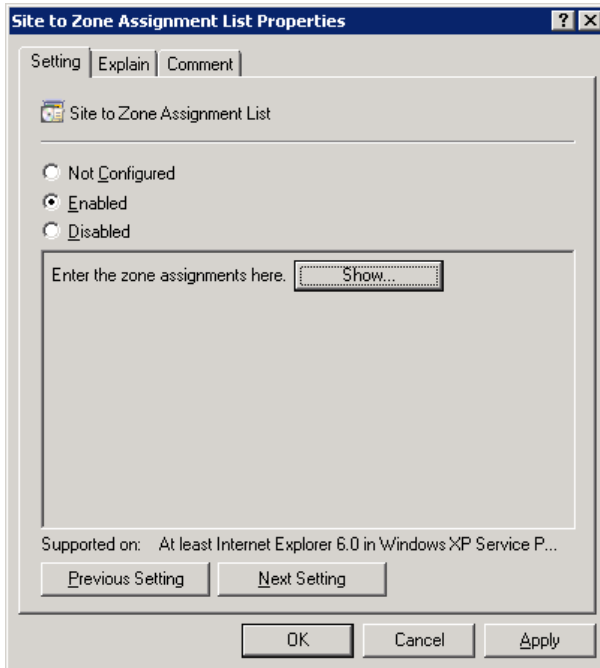 Site to Zone Assignment List Properties
Setting Explain Comment
Site to Zone Assignment List
Not Configured
Enabled
Disabled
Enter the zone assignments here. Show...
Supported on: At least Internet Explorer 6.0 in Windows XP Service P...
Previous Setting Next Setting
OK Cancel Apply